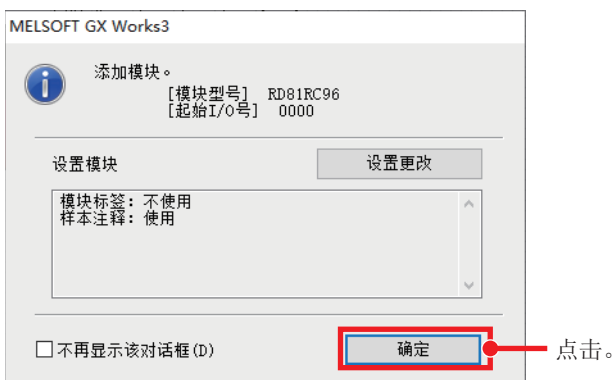 MELSOFT GX Works3
添加模块。
[模块型号] RD81RC96
[起始I/O号] 0000
设置模块
设置更改
模块标签：不使用
样本注释：使用
不再显示该对话框(D)
确定
点击。